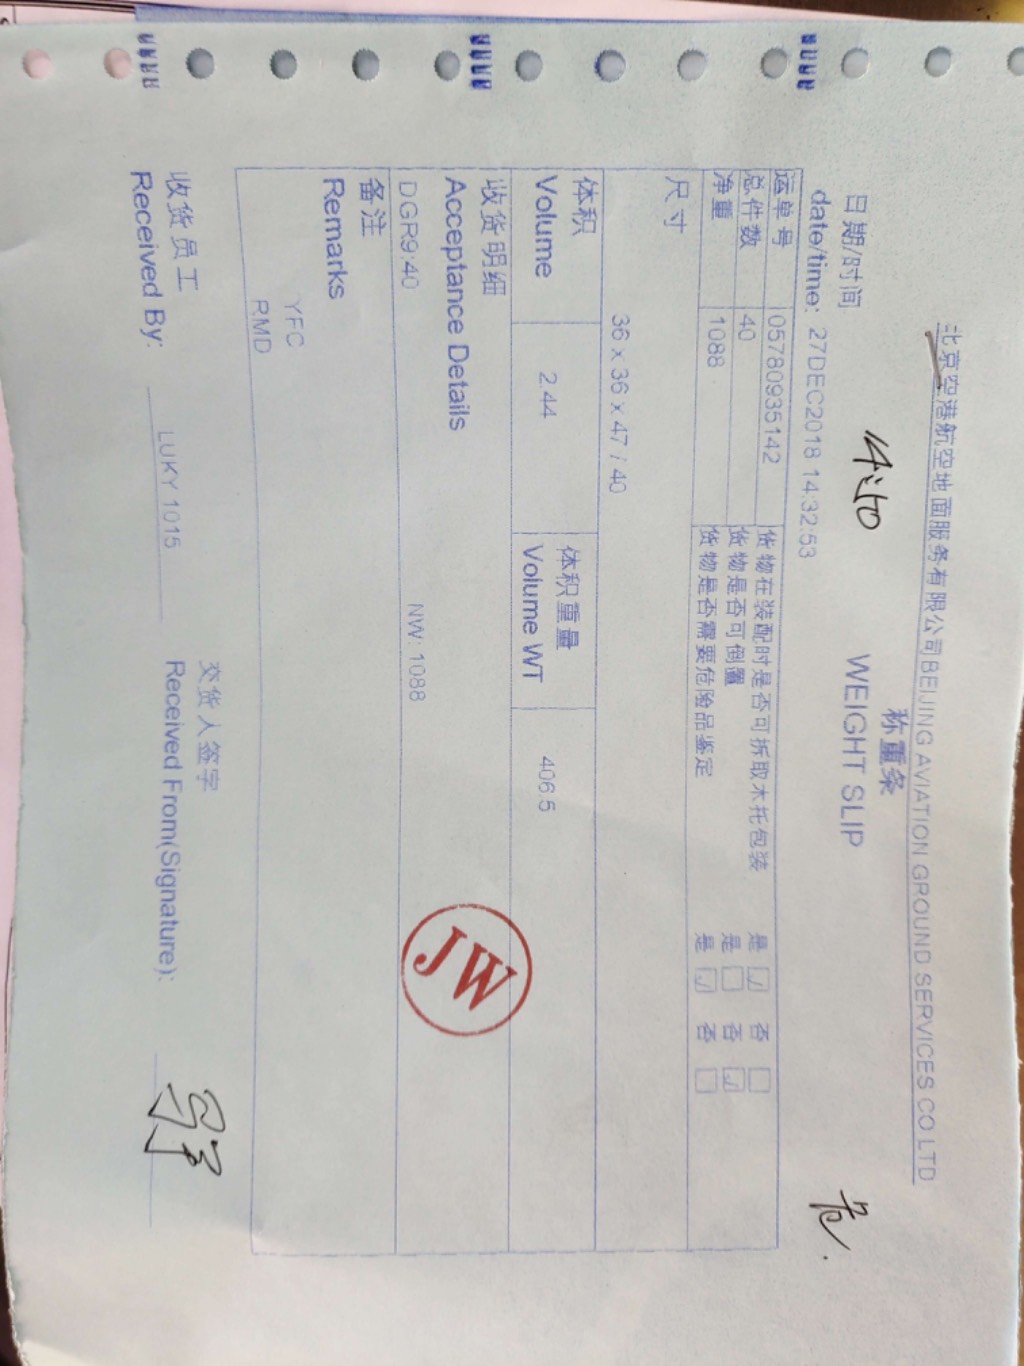 北京空港航空地面服务有限公司BEIJING AVIATION GROUND SERVICES CO LTD
称重条
WEIGHT SLIP
日期/时间
date/time: 27DEC2018 14:32:53
运单号 05780935142 货物在装配时是否可拆取木托包装 是 ☑ 否 ☐
总件数 40 货物是否可倒置 是 ☐ 否 ☑
净重 1088 货物是否需要危险品鉴定 是 ☑ 否 ☐
尺寸
36 x 36 x 47 / 40
体积 体积重量
Volume 2.44 Volume WT 406.5
收货明细
Acceptance Details
DGR9:40 NW: 1088
JW
备注
Remarks
YFC
RMD
收货员工 交货人签字
Received By: LUKY 1015 Received From(Signature):